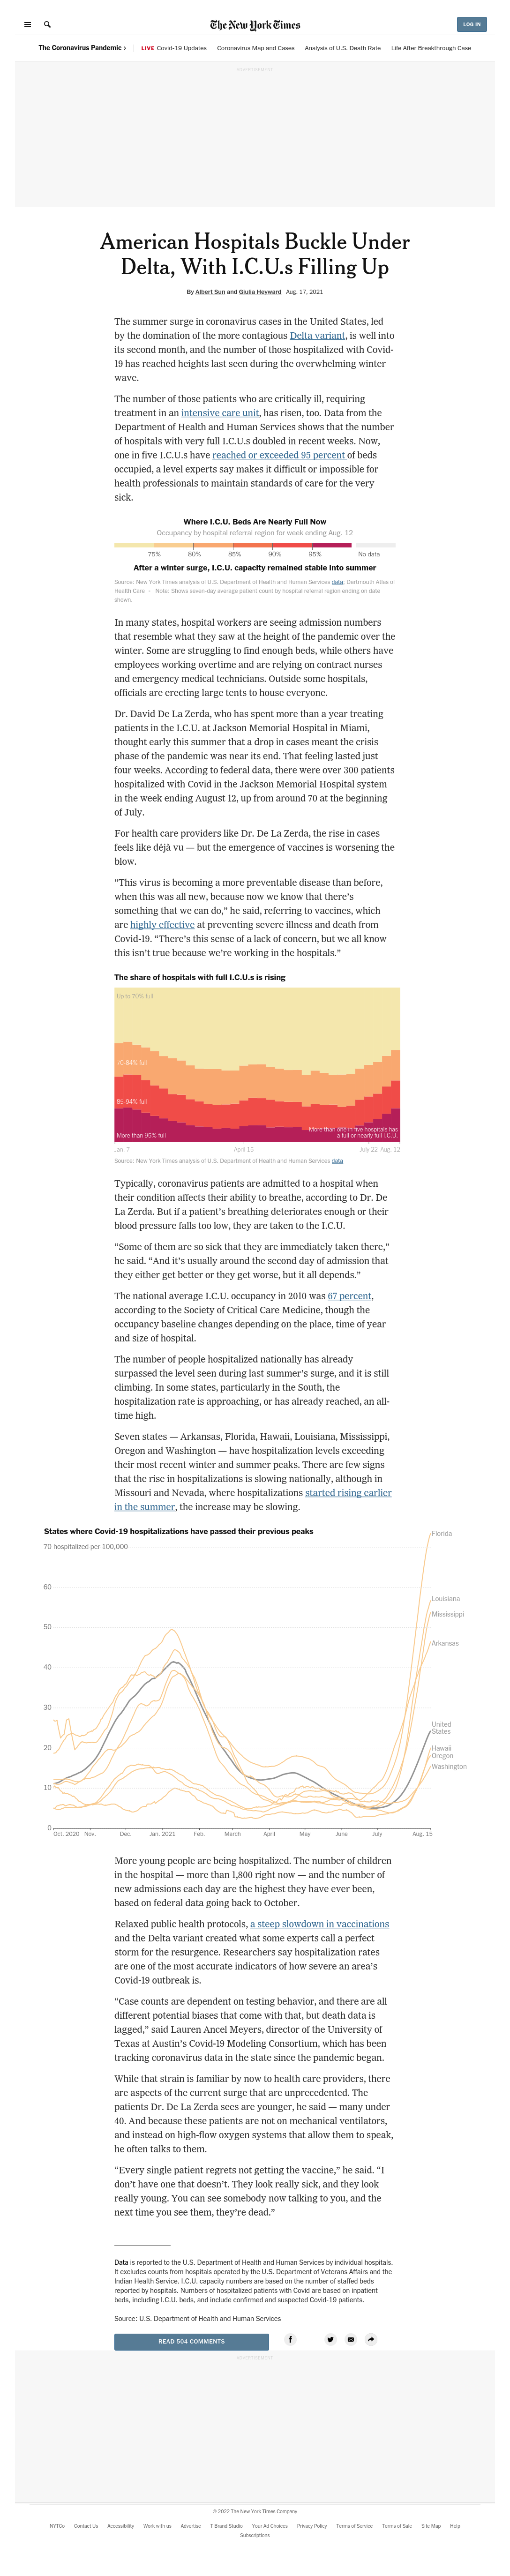 The New York Times
LOG IN
The Coronavirus Pandemic ›
LIVE Covid-19 Updates
Coronavirus Map and Cases
Analysis of U.S. Death Rate
Life After Breakthrough Case
ADVERTISEMENT
American Hospitals Buckle Under
Delta, With I.C.U.s Filling Up
By Albert Sun and Giulia Heyward Aug. 17, 2021
The summer surge in coronavirus cases in the United States, led
by the domination of the more contagious Delta variant, is well into
its second month, and the number of those hospitalized with Covid-
19 has reached heights last seen during the overwhelming winter
wave.
The number of those patients who are critically ill, requiring
treatment in an intensive care unit, has risen, too. Data from the
Department of Health and Human Services shows that the number
of hospitals with very full I.C.U.s doubled in recent weeks. Now,
one in five I.C.U.s have reached or exceeded 95 percent of beds
occupied, a level experts say makes it difficult or impossible for
health professionals to maintain standards of care for the very
sick.
Where I.C.U. Beds Are Nearly Full Now
Occupancy by hospital referral region for week ending Aug. 12
75% 80% 85% 90% 95% No data
After a winter surge, I.C.U. capacity remained stable into summer
Source: New York Times analysis of U.S. Department of Health and Human Services data; Dartmouth Atlas of
Health Care · Note: Shows seven-day average patient count by hospital referral region ending on date
shown.
In many states, hospital workers are seeing admission numbers
that resemble what they saw at the height of the pandemic over the
winter. Some are struggling to find enough beds, while others have
employees working overtime and are relying on contract nurses
and emergency medical technicians. Outside some hospitals,
officials are erecting large tents to house everyone.
Dr. David De La Zerda, who has spent more than a year treating
patients in the I.C.U. at Jackson Memorial Hospital in Miami,
thought early this summer that a drop in cases meant the crisis
phase of the pandemic was near its end. That feeling lasted just
four weeks. According to federal data, there were over 300 patients
hospitalized with Covid in the Jackson Memorial Hospital system
in the week ending August 12, up from around 70 at the beginning
of July.
For health care providers like Dr. De La Zerda, the rise in cases
feels like déjà vu — but the emergence of vaccines is worsening the
blow.
“This virus is becoming a more preventable disease than before,
when this was all new, because now we know that there's
something that we can do,” he said, referring to vaccines, which
are highly effective at preventing severe illness and death from
Covid-19. “There's this sense of a lack of concern, but we all know
this isn’t true because we're working in the hospitals.”
The share of hospitals with full I.C.U.s is rising
Up to 70% full
70-84% full
85-94% full
More than 95% full
More than one in five hospitals has
a full or nearly full I.C.U.
Jan. 7 April 15 July 22 Aug. 12
Source: New York Times analysis of U.S. Department of Health and Human Services data
Typically, coronavirus patients are admitted to a hospital when
their condition affects their ability to breathe, according to Dr. De
La Zerda. But if a patient's breathing deteriorates enough or their
blood pressure falls too low, they are taken to the I.C.U.
“Some of them are so sick that they are immediately taken there,”
he said. “And it's usually around the second day of admission that
they either get better or they get worse, but it all depends.”
The national average I.C.U. occupancy in 2010 was 67 percent,
according to the Society of Critical Care Medicine, though the
occupancy baseline changes depending on the place, time of year
and size of hospital.
The number of people hospitalized nationally has already
surpassed the level seen during last summer's surge, and it is still
climbing. In some states, particularly in the South, the
hospitalization rate is approaching, or has already reached, an all-
time high.
Seven states — Arkansas, Florida, Hawaii, Louisiana, Mississippi,
Oregon and Washington — have hospitalization levels exceeding
their most recent winter and summer peaks. There are few signs
that the rise in hospitalizations is slowing nationally, although in
Missouri and Nevada, where hospitalizations started rising earlier
in the summer, the increase may be slowing.
States where Covid-19 hospitalizations have passed their previous peaks
70 hospitalized per 100,000
60
50
40
30
20
10
0
Florida
Louisiana
Mississippi
Arkansas
United
States
Hawaii
Oregon
Washington
Oct. 2020 Nov. Dec. Jan. 2021 Feb. March April May June July Aug. 15
More young people are being hospitalized. The number of children
in the hospital — more than 1,800 right now — and the number of
new admissions each day are the highest they have ever been,
based on federal data going back to October.
Relaxed public health protocols, a steep slowdown in vaccinations
and the Delta variant created what some experts call a perfect
storm for the resurgence. Researchers say hospitalization rates
are one of the most accurate indicators of how severe an area’s
Covid-19 outbreak is.
“Case counts are dependent on testing behavior, and there are all
different potential biases that come with that, but death data is
lagged,” said Lauren Ancel Meyers, director of the University of
Texas at Austin’s Covid-19 Modeling Consortium, which has been
tracking coronavirus data in the state since the pandemic began.
While that strain is familiar by now to health care providers, there
are aspects of the current surge that are unprecedented. The
patients Dr. De La Zerda sees are younger, he said — many under
40. And because these patients are not on mechanical ventilators,
and instead on high-flow oxygen systems that allow them to speak,
he often talks to them.
“Every single patient regrets not getting the vaccine,” he said. “I
don’t have one that doesn’t. They look really sick, and they look
really young. You can see somebody now talking to you, and the
next time you see them, they’re dead.”
Data is reported to the U.S. Department of Health and Human Services by individual hospitals.
It excludes counts from hospitals operated by the U.S. Department of Veterans Affairs and the
Indian Health Service. I.C.U. capacity numbers are based on the number of staffed beds
reported by hospitals. Numbers of hospitalized patients with Covid are based on inpatient
beds, including I.C.U. beds, and include confirmed and suspected Covid-19 patients.
Source: U.S. Department of Health and Human Services
READ 504 COMMENTS
ADVERTISEMENT
© 2022 The New York Times Company
NYTCo Contact Us Accessibility Work with us Advertise T Brand Studio Your Ad Choices Privacy Policy Terms of Service Terms of Sale Site Map Help
Subscriptions